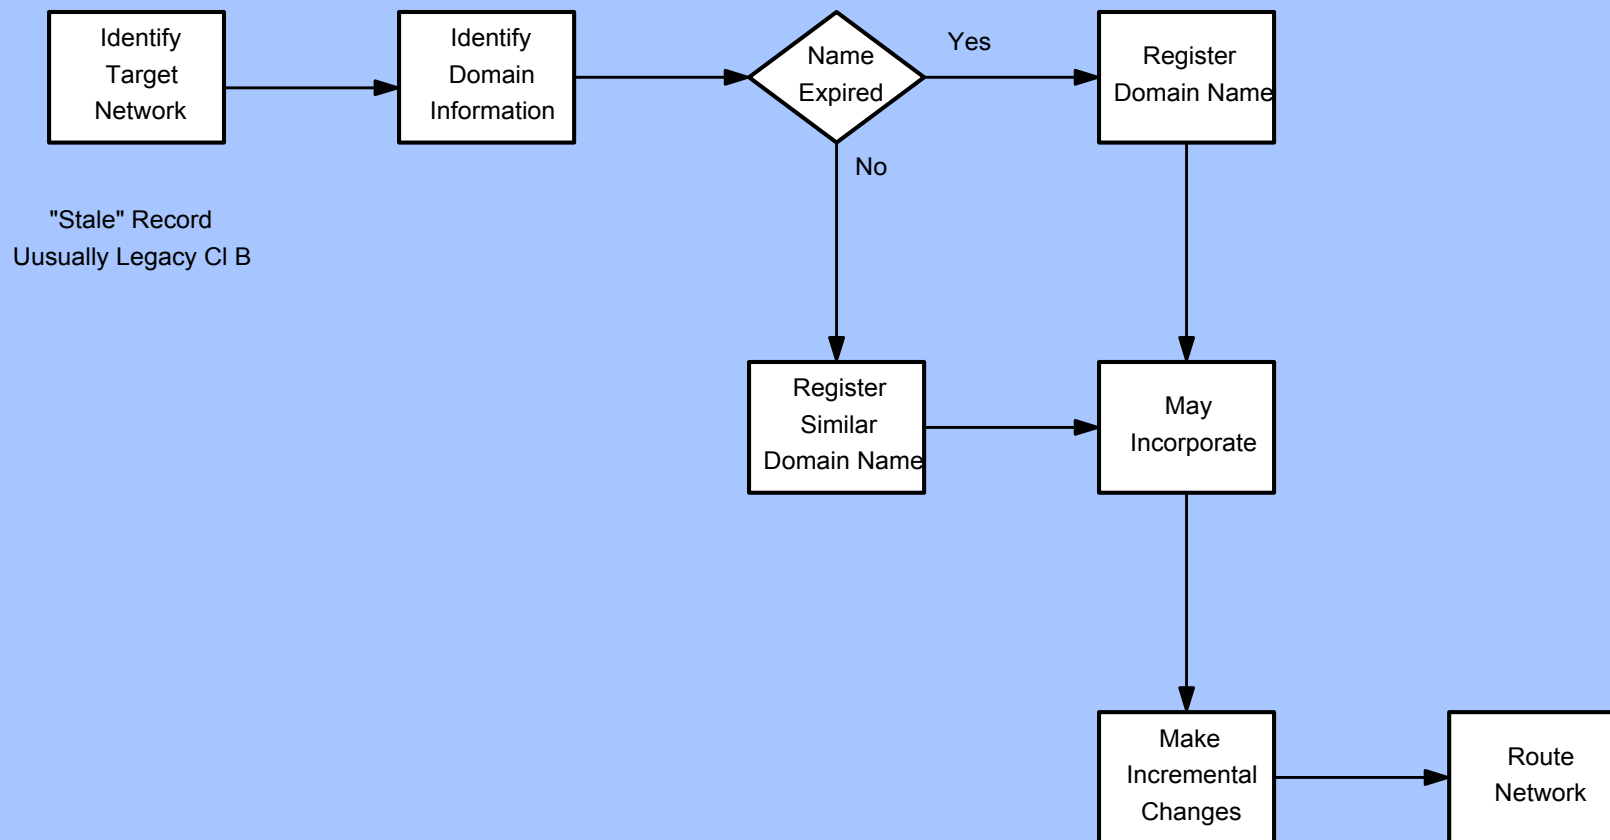 Identify
Target
Network
Identify
Domain
Information
Name
Expired
Yes
Register
Domain Name
No
"Stale" Record
Uusually Legacy Cl B
Register
Similar
Domain Name
May
Incorporate
Make
Incremental
Changes
Route
Network